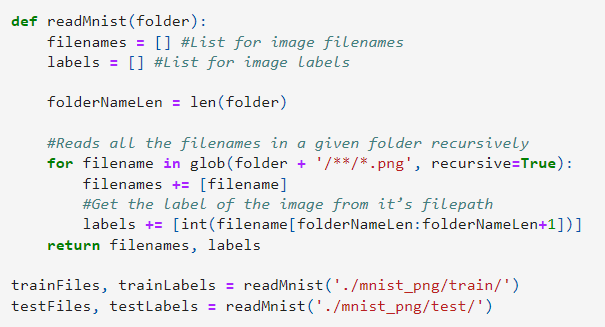 def readMnist(folder):
    filenames = [] #List for image filenames
    labels = [] #List for image labels

    folderNameLen = len(folder)

    #Reads all the filenames in a given folder recursively
    for filename in glob(folder + '/**/*.png', recursive=True):
        filenames += [filename]
        #Get the label of the image from it’s filepath
        labels += [int(filename[folderNameLen:folderNameLen+1])]
    return filenames, labels

trainFiles, trainLabels = readMnist('./mnist_png/train/')
testFiles, testLabels = readMnist('./mnist_png/test/')